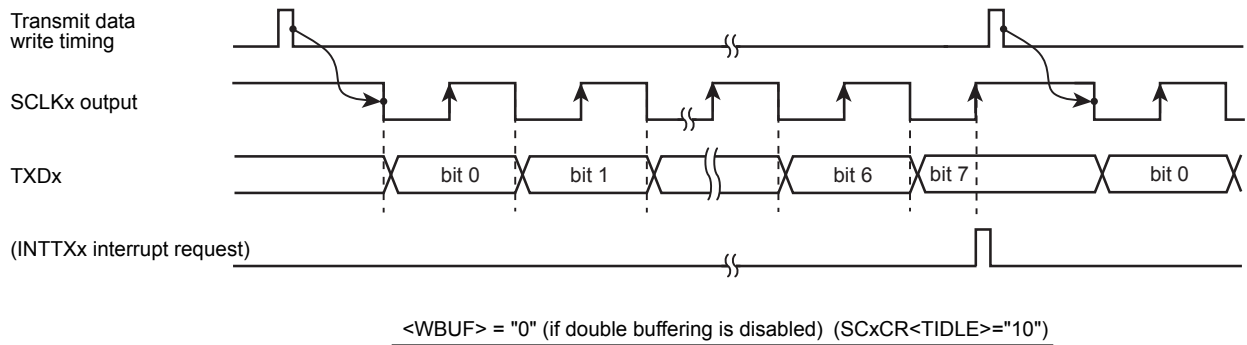 Transmit data
write timing
SCLKx output
TXDx
bit 0
bit 1
bit 6
bit 7
bit 0
(INTTXx interrupt request)
<WBUF> = "0" (if double buffering is disabled) (SCxCR<TIDLE>="10")